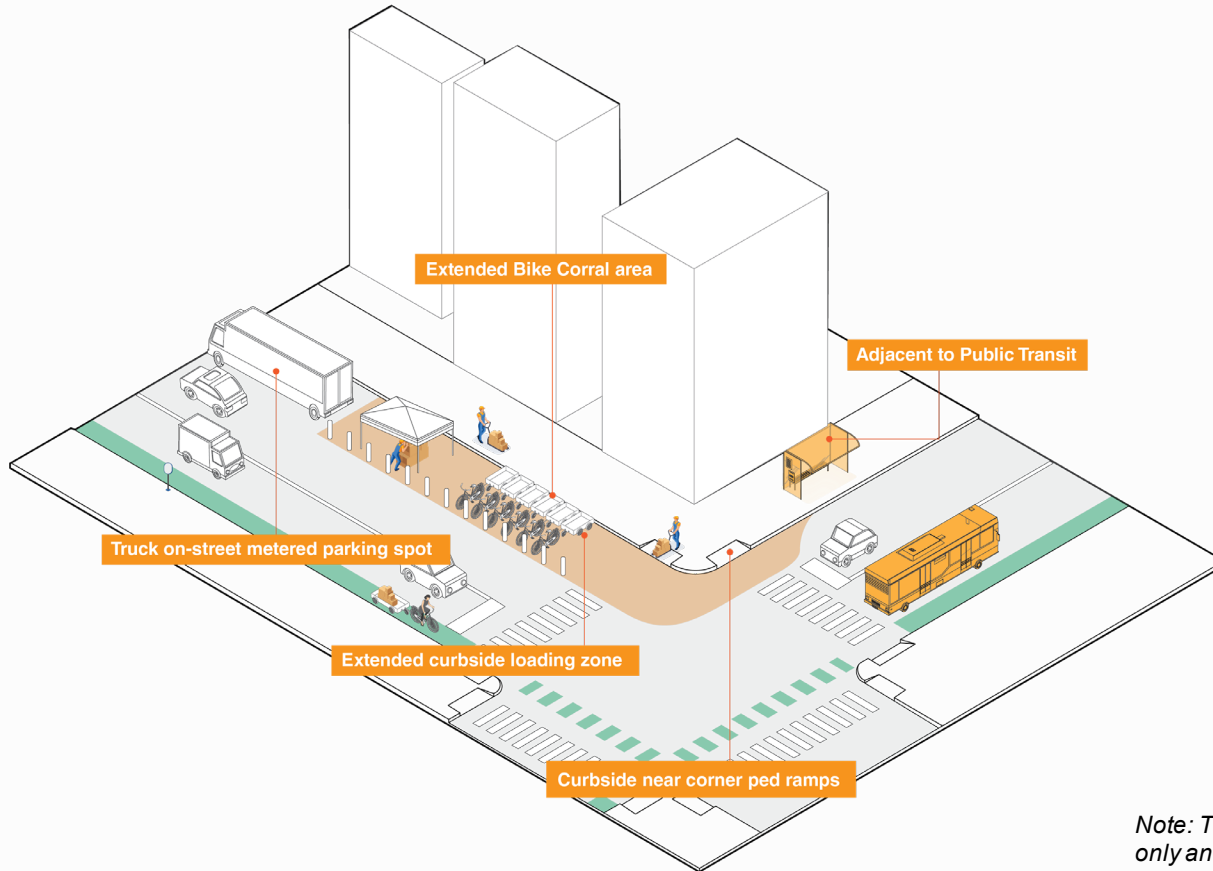 Extended Bike Corral area
Adjacent to Public Transit
Truck on-street metered parking spot
Extended curbside loading zone
Curbside near corner ped ramps
Note: T
only an